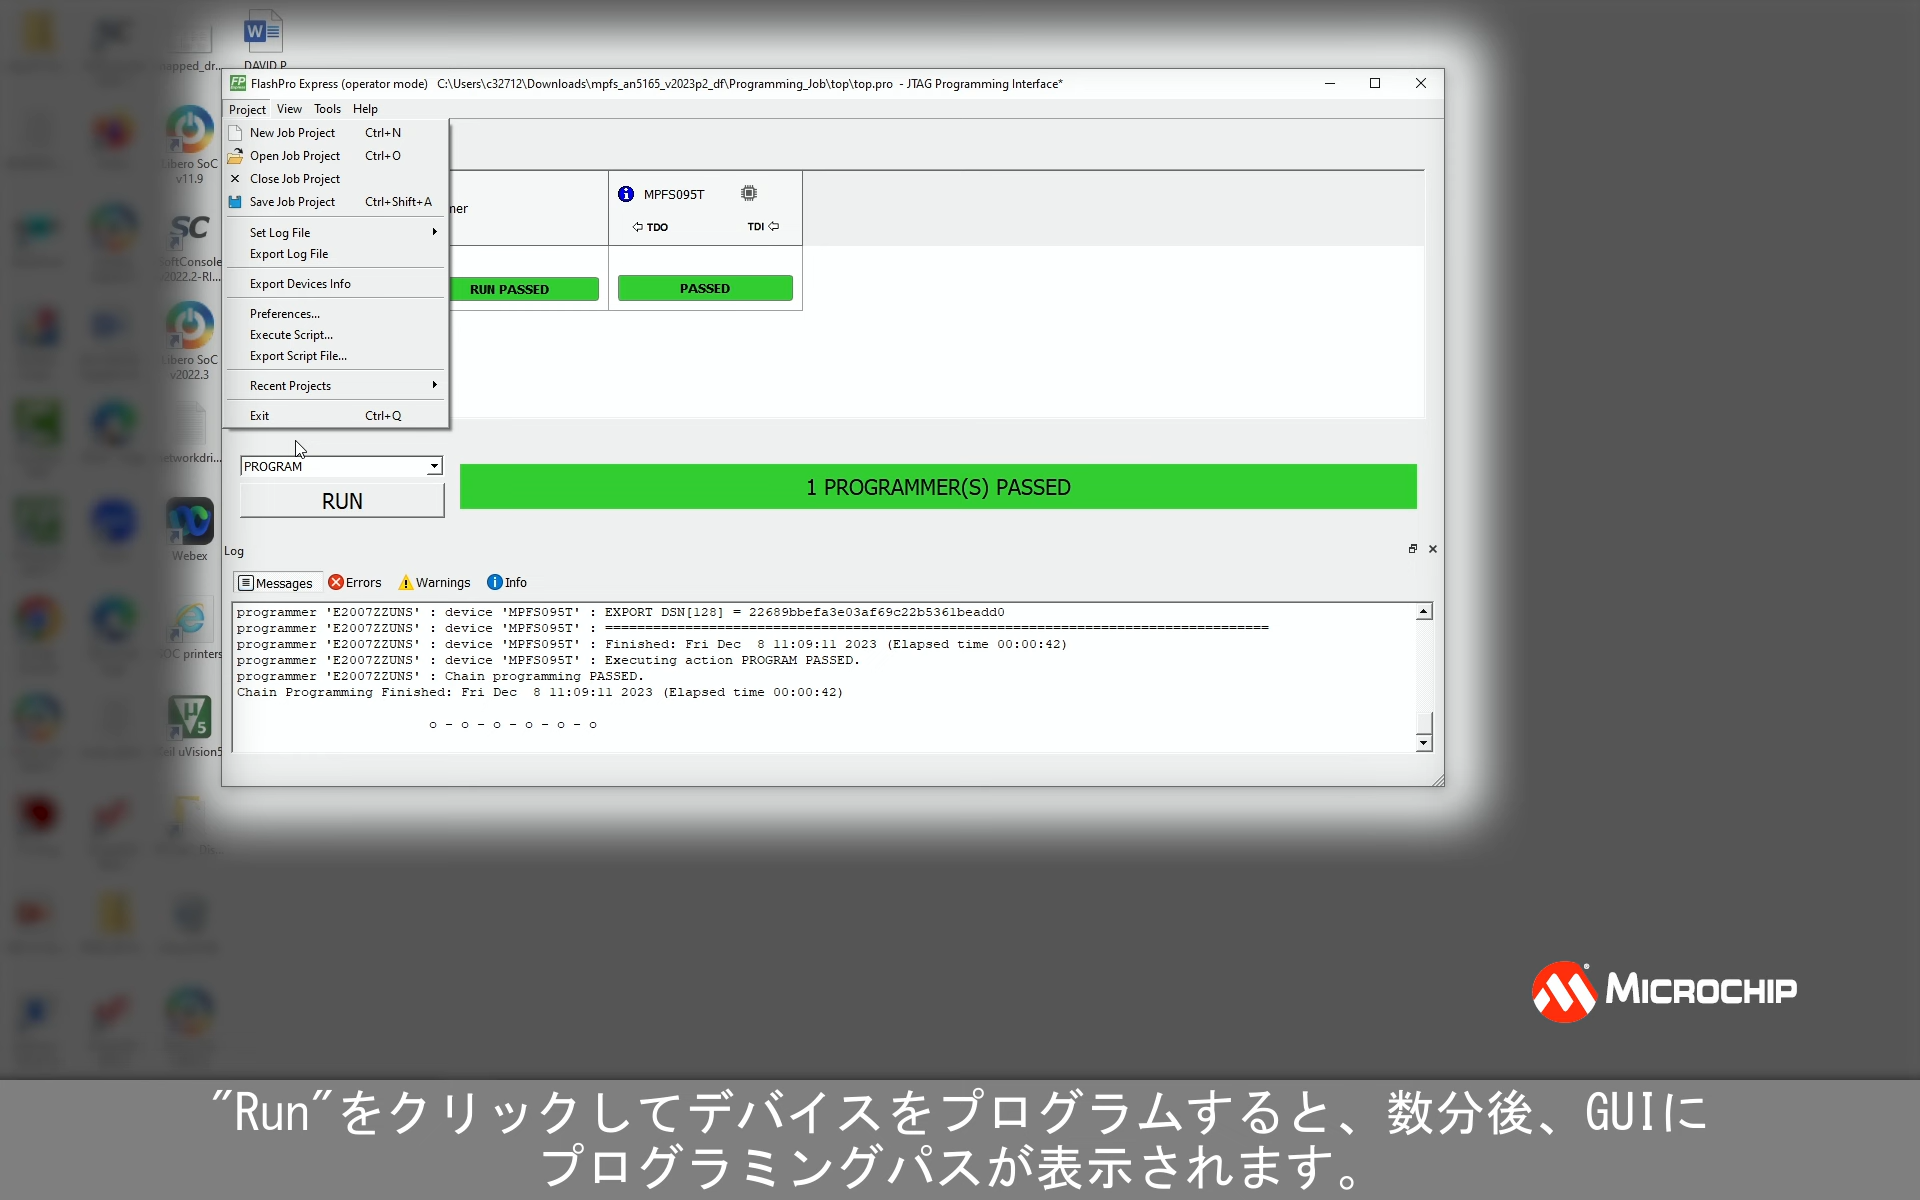 mapped_dr...
DAVID P
FlashPro Express (operator mode)   C:\Users\c32712\Downloads\mpfs_an5165_v2023p2_df\Programming_Job\top\top.pro  - JTAG Programming Interface*
Project View Tools Help
New Job Project Ctrl+N
Open Job Project Ctrl+O
Close Job Project
Save Job Project Ctrl+Shift+A
Set Log File
Export Log File
Export Devices Info
Preferences...
Execute Script...
Export Script File...
Recent Projects
Exit Ctrl+Q
mer
MPFS095T
TDO TDI
RUN PASSED
PASSED
PROGRAM
RUN
1 PROGRAMMER(S) PASSED
Log
Messages Errors Warnings Info
programmer 'E2007ZZUNS' : device 'MPFS095T' : EXPORT DSN[128] = 22689bbefa3e03af69c22b5361beadd0
programmer 'E2007ZZUNS' : device 'MPFS095T' : ===================================================================================
programmer 'E2007ZZUNS' : device 'MPFS095T' : Finished: Fri Dec  8 11:09:11 2023 (Elapsed time 00:00:42)
programmer 'E2007ZZUNS' : device 'MPFS095T' : Executing action PROGRAM PASSED.
programmer 'E2007ZZUNS' : Chain programming PASSED.
Chain Programming Finished: Fri Dec  8 11:09:11 2023 (Elapsed time 00:00:42)
o - o - o - o - o - o
Libero SoC
v11.9
SC
SoftConsole
v2022.2-RI...
Libero SoC
v2022.3
networkdri...
Webex
SOC printers
Keil uVision5
MICROCHIP
"Run"をクリックしてデバイスをプログラムすると、数分後、GUIに
プログラミングパスが表示されます。